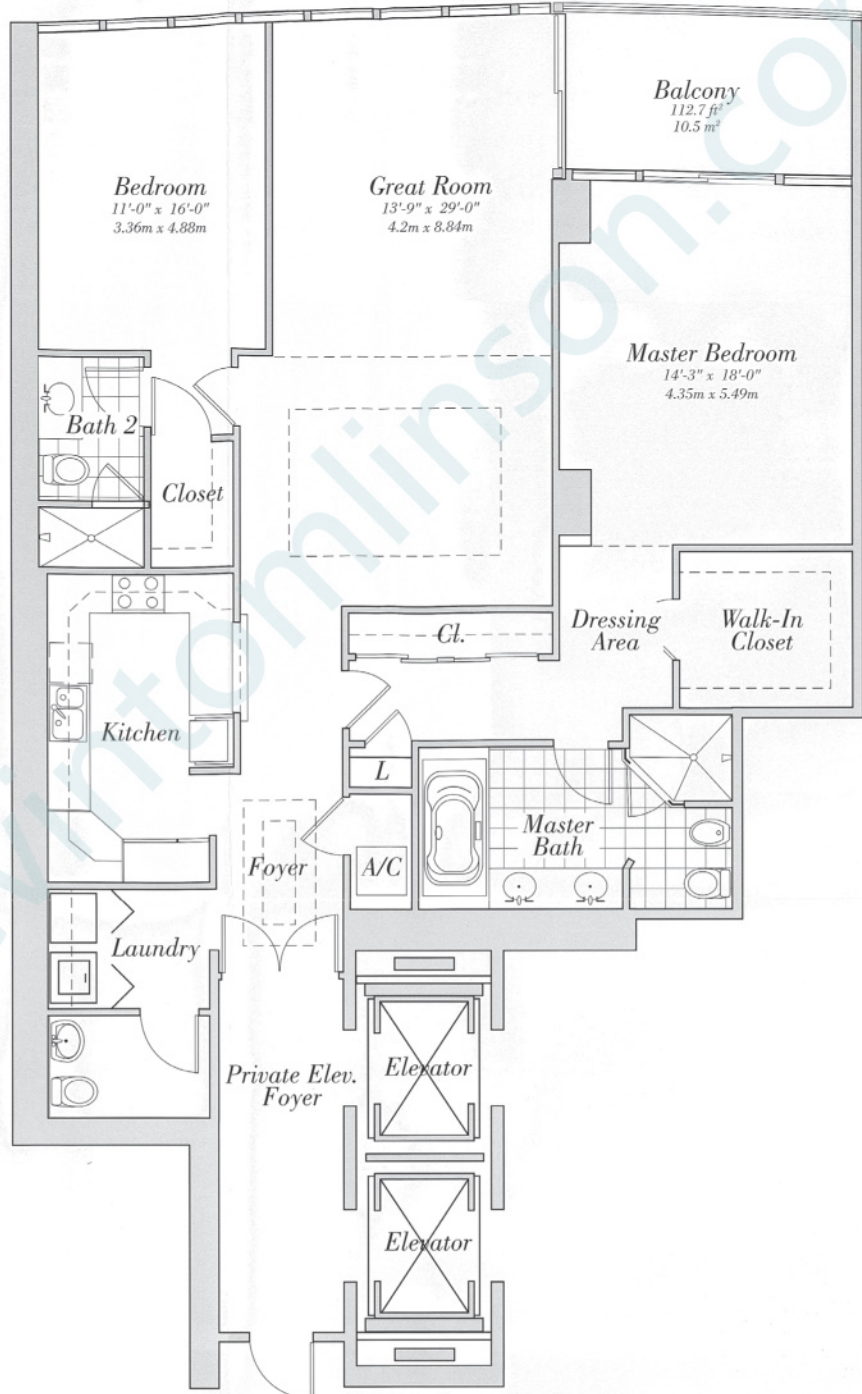 Balcony
112.7 ft²
10.5 m²
Bedroom
11'-0" x 16'-0"
3.36m x 4.88m
Great Room
13'-9" x 29'-0"
4.2m x 8.84m
Master Bedroom
14'-3" x 18'-0"
4.35m x 5.49m
Bath 2
Closet
Cl.
Dressing
Area
Walk-In
Closet
Kitchen
L
Master
Bath
Foyer
A/C
Laundry
Private Elev.
Foyer
Elevator
Elevator
vintomlinson.co